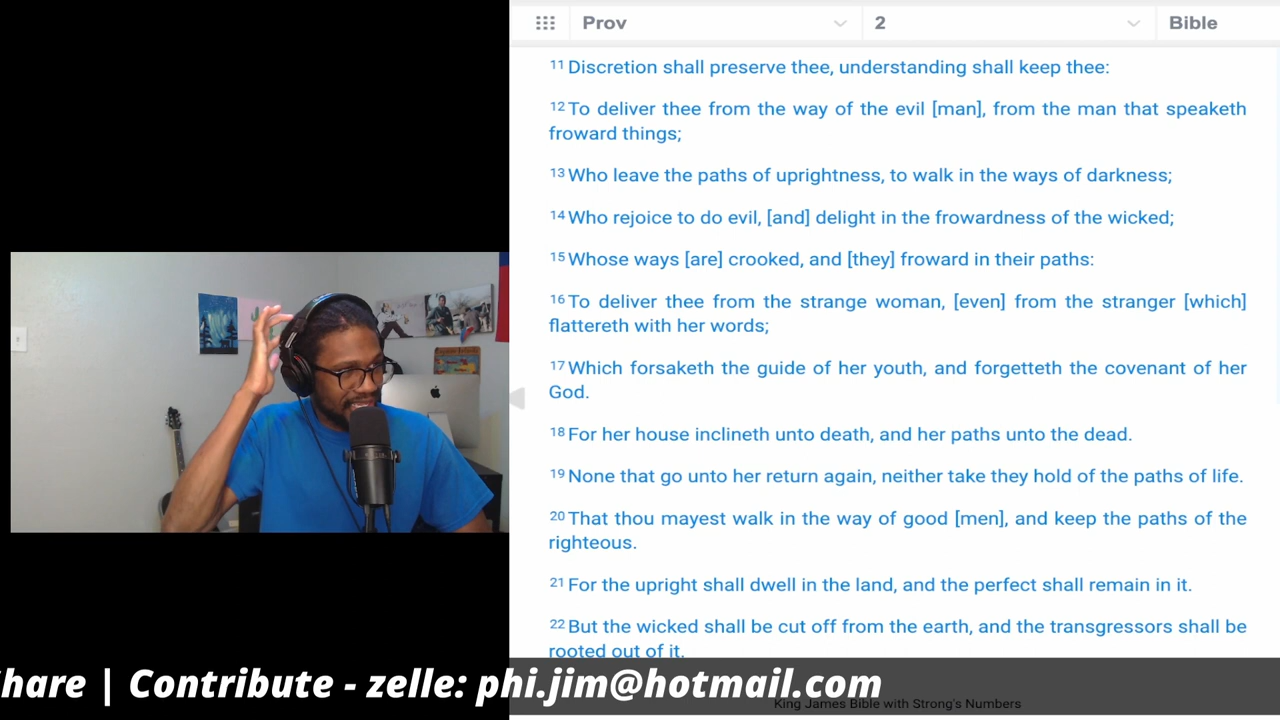 Prov 2 Bible
11 Discretion shall preserve thee, understanding shall keep thee:
12 To deliver thee from the way of the evil [man], from the man that speaketh
froward things;
13 Who leave the paths of uprightness, to walk in the ways of darkness;
14 Who rejoice to do evil, [and] delight in the frowardness of the wicked;
15 Whose ways [are] crooked, and [they] froward in their paths:
16 To deliver thee from the strange woman, [even] from the stranger [which]
flattereth with her words;
17 Which forsaketh the guide of her youth, and forgetteth the covenant of her
God.
18 For her house inclineth unto death, and her paths unto the dead.
19 None that go unto her return again, neither take they hold of the paths of life.
20 That thou mayest walk in the way of good [men], and keep the paths of the
righteous.
21 For the upright shall dwell in the land, and the perfect shall remain in it.
22 But the wicked shall be cut off from the earth, and the transgressors shall be
rooted out of it.
hare | Contribute - zelle: phi.jim@hotmail.com
King James Bible with Strong's Numbers